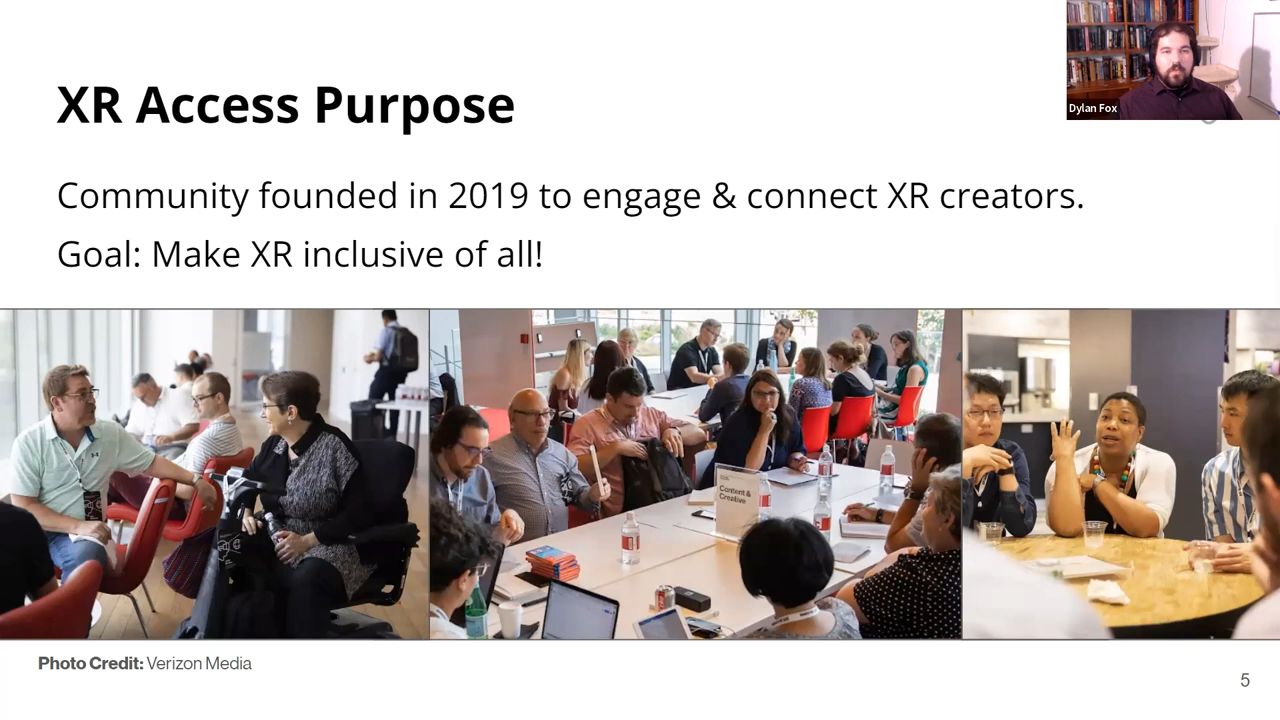 Dylan Fox
XR Access Purpose
Community founded in 2019 to engage & connect XR creators.
Goal: Make XR inclusive of all!
Content &
Creative
Photo Credit: Verizon Media
5